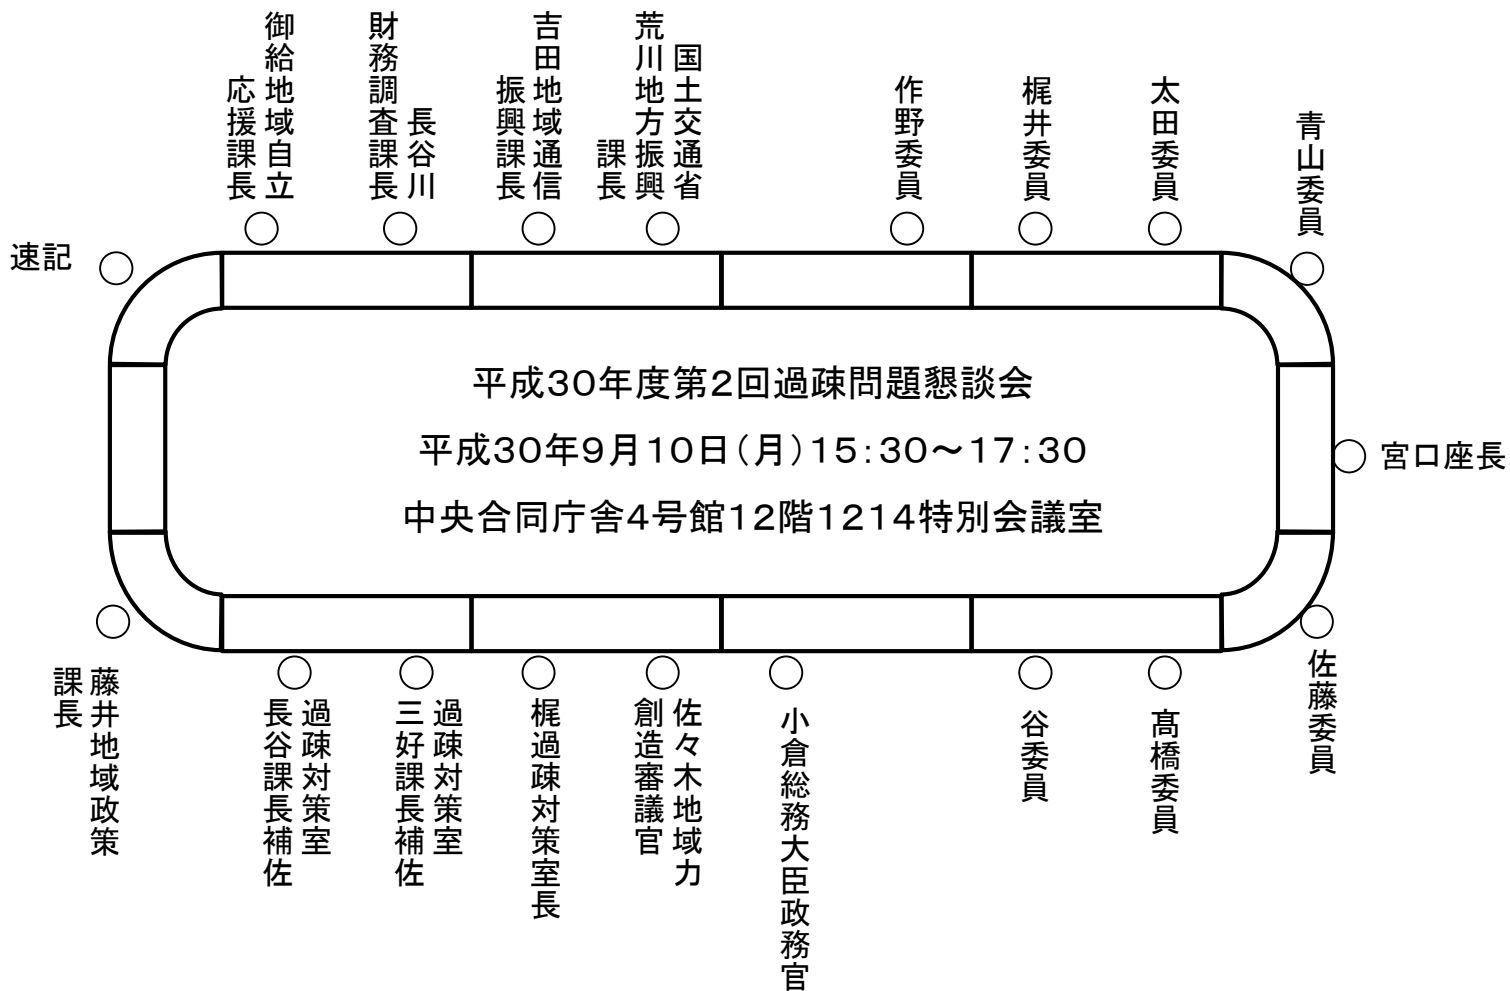 御給地域自立
応援課長
長谷川
財務調査課長
吉田地域通信
振興課長
国土交通省
荒川地方振興
課長
作野委員
梶井委員
太田委員
青山委員
速記
平成30年度第2回過疎問題懇談会
平成30年9月10日(月)15:30～17:30
中央合同庁舎4号館12階1214特別会議室
宮口座長
藤井地域政策
課長
過疎対策室
長谷課長補佐
過疎対策室
三好課長補佐
梶過疎対策室長
佐々木地域力
創造審議官
小倉総務大臣政務官
谷委員
髙橋委員
佐藤委員